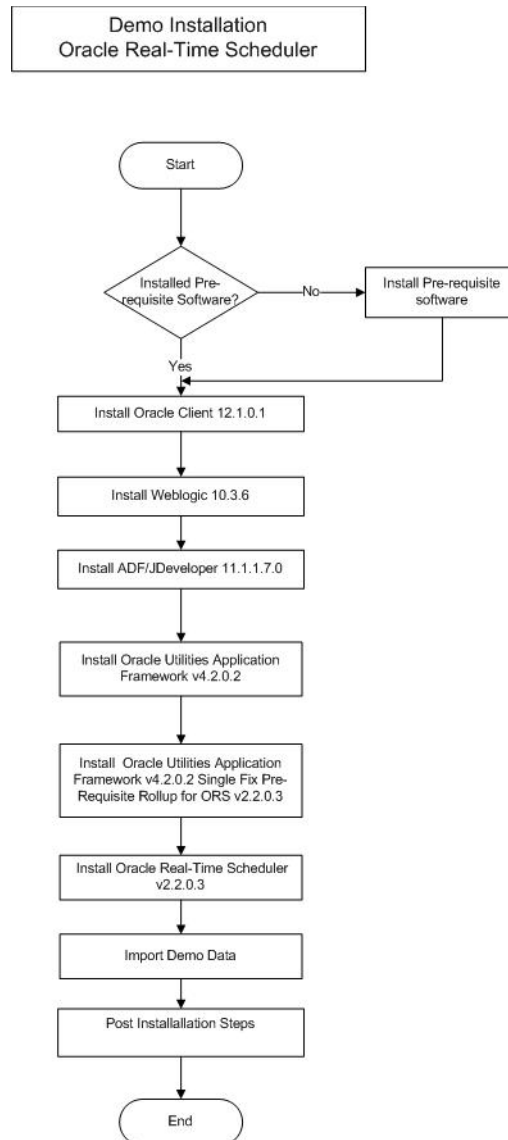 Demo Installation
Oracle Real-Time Scheduler
Start
Installed Pre-
requisite Software?
No
Install Pre-requisite
software
Yes
Install Oracle Client 12.1.0.1
Install Weblogic 10.3.6
Install ADF/JDeveloper 11.1.1.7.0
Install Oracle Utilities Application
Framework v4.2.0.2
Install Oracle Utilities Application
Framework v4.2.0.2 Single Fix Pre-
Requisite Rollup for ORS v2.2.0.3
Install Oracle Real-Time Scheduler
v2.2.0.3
Import Demo Data
Post Installallation Steps
End